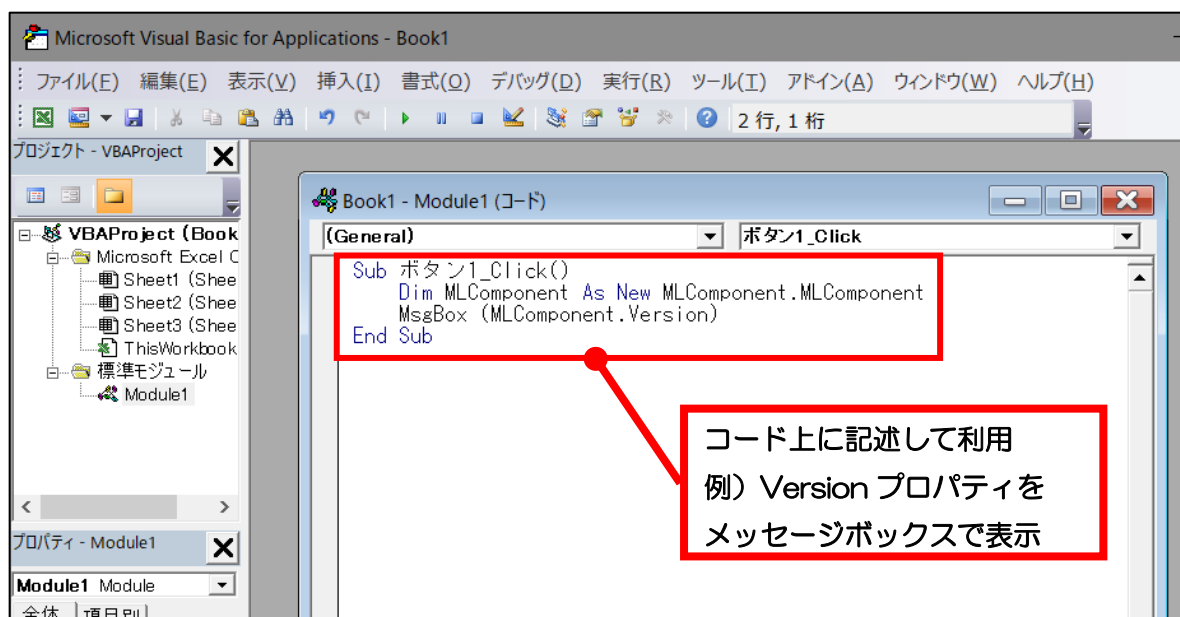 Microsoft Visual Basic for Applications - Book1
ファイル(F) 編集(E) 表示(V) 挿入(I) 書式(O) デバッグ(D) 実行(R) ツール(T) アドイン(A) ウィンドウ(W) ヘルプ(H)
2 行, 1 桁
プロジェクト - VBAProject
VBAProject (Book
Microsoft Excel O
Sheet1 (Shee
Sheet2 (Shee
Sheet3 (Shee
ThisWorkbook
標準モジュール
Module1
プロパティ - Module1
Module1 Module
全体 項目別
Book1 - Module1 (コード)
(General) ボタン1_Click
Sub ボタン1_Click()
Dim MLComponent As New MLComponent.MLComponent
MsgBox (MLComponent.Version)
End Sub
コード上に記述して利用
例）Version プロパティを
メッセージボックスで表示